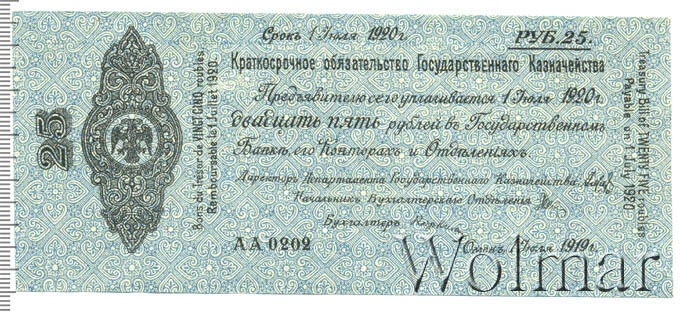 Срокъ 1 Іюля 1920 г.
РУБ. 25.
Краткосрочное обязательство Государственнаго Казначейства
Предъявителю сего уплачивается 1 Іюля 1920 г.
двадцать пять рублей въ Государственномъ
Банкѣ, его Конторахъ и Отдѣленіяхъ.
Директоръ Департамента Государственнаго Казначейства:
Начальникъ Бухгалтерскаго Отдѣленія
Бухгалтеръ
АА 0202
Омскъ, 1 Іюля 1919 г.
25
Bons du Trésor de VINGT CINQ roubles.
Remboursable le 1 Juillet 1920.
Treasury Bills TWENTY FIVE roubles
Payable on 1 July 1920
Wolmar